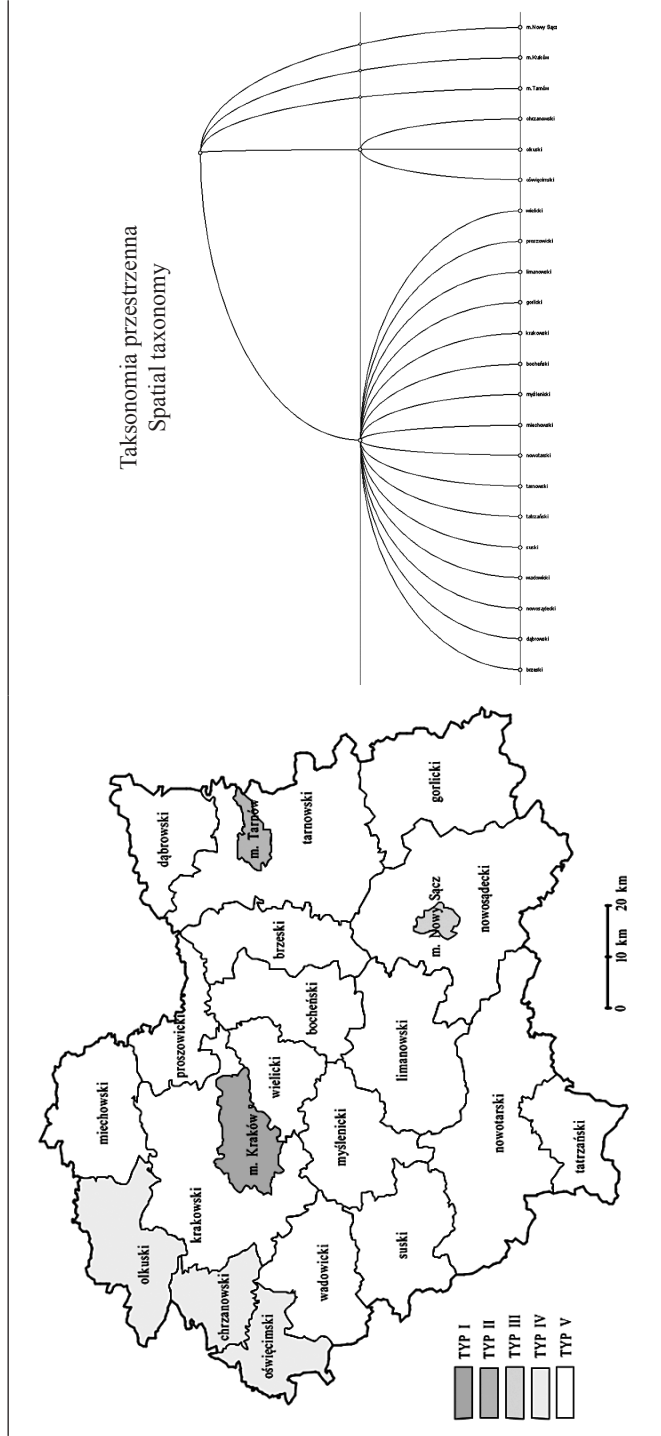 Taksonomia przestrzenna
Spatial taxonomy
m.Nowy Sącz
m.Kraków
m.Tarnów
chrzanowski
olkuski
oświęcimski
wielicki
proszowicki
limanowski
gorlicki
krakowski
bocheński
myślenicki
miechowski
nowotarski
tarnowski
tatrzański
suski
wadowicki
nowosądecki
dąbrowski
brzeski
miechowski
olkuski
proszowicki
dąbrowski
krakowski
m. Kraków
m. Tarnów
chrzanowski
wielicki
brzeski
tarnowski
oświęcimski
bocheński
wadowicki
myślenicki
limanowski
suski
gorlicki
m. Nowy Sącz
nowosądecki
nowotarski
tatrzański
TYP I
TYP II
TYP III
TYP IV
TYP V
0 10 km 20 km